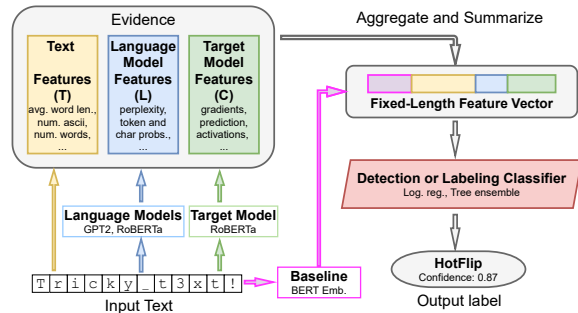 Evidence
Text
Features
(T)
avg. word len.,
num. ascii,
num. words,
...
Language
Model
Features (L)
perplexity,
token and
char probs.,
...
Target
Model
Features
(C)
gradients,
prediction,
activations,
...
Aggregate and Summarize
Fixed-Length Feature Vector
Detection or Labeling Classifier
Log. reg., Tree ensemble
HotFlip
Confidence: 0.87
Output label
Language Models
GPT2, RoBERTa
Target Model
RoBERTa
Baseline
BERT Emb.
Tricky_t3xt!
Input Text